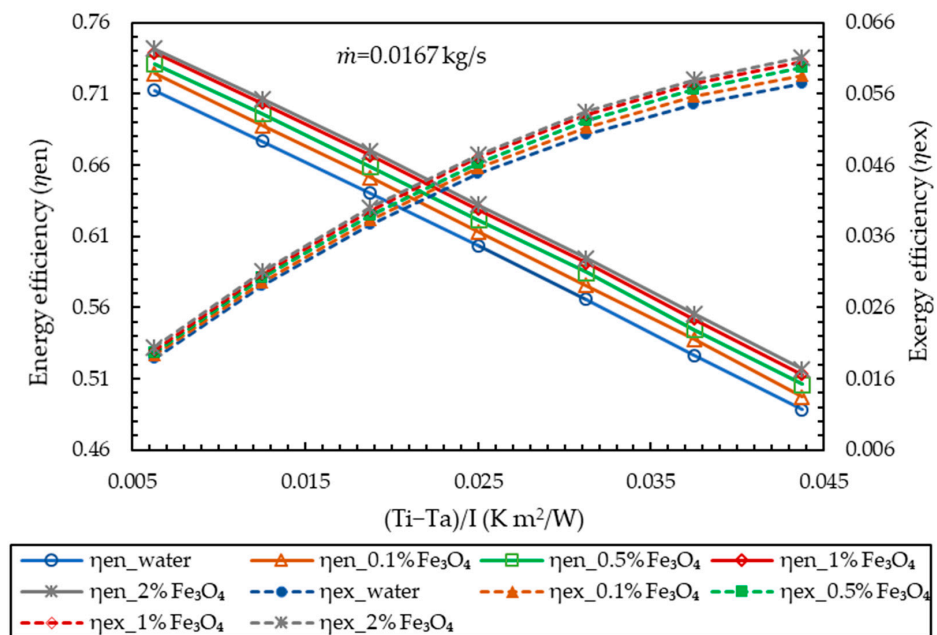 ṁ=0.0167 kg/s
Energy efficiency (ηen)
0.76
0.71
0.66
0.61
0.56
0.51
0.46
Exergy efficiency (ηex)
0.066
0.056
0.046
0.036
0.026
0.016
0.006
0.005 0.015 0.025 0.035 0.045
(Ti−Ta)/I (K m²/W)
ηen_water ηen_0.1% Fe₃O₄ ηen_0.5% Fe₃O₄ ηen_1% Fe₃O₄
ηen_2% Fe₃O₄ ηex_water ηex_0.1% Fe₃O₄ ηex_0.5% Fe₃O₄
ηex_1% Fe₃O₄ ηex_2% Fe₃O₄